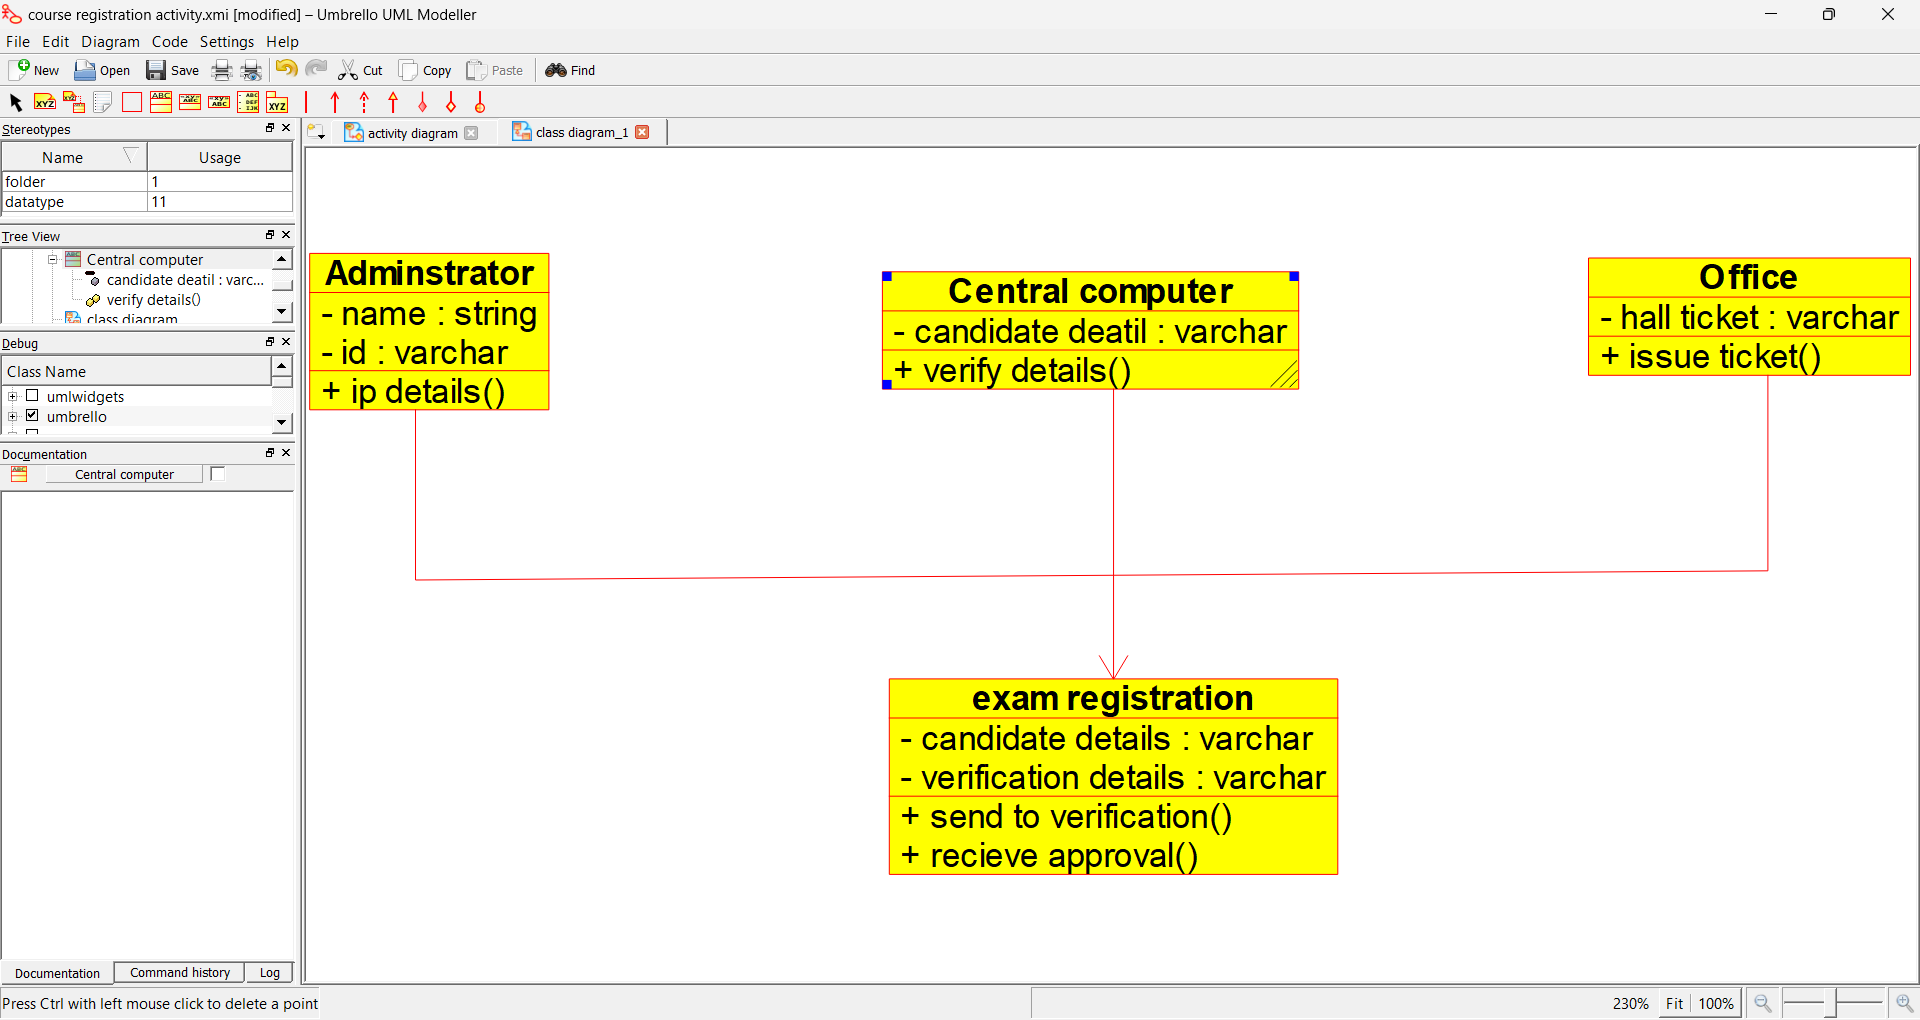 course registration activity.xmi [modified] – Umbrello UML Modeller
File Edit Diagram Code Settings Help
New Open Save Cut Copy Paste Find
Stereotypes
Name Usage
folder 1
datatype 11
Tree View
Central computer
candidate deatil : varc...
verify details()
class diagram
Debug
Class Name
umlwidgets
umbrello
Documentation
Central computer
Documentation Command history Log
Press Ctrl with left mouse click to delete a point
activity diagram class diagram_1
Adminstrator
- name : string
- id : varchar
+ ip details()
Central computer
- candidate deatil : varchar
+ verify details()
Office
- hall ticket : varchar
+ issue ticket()
exam registration
- candidate details : varchar
- verification details : varchar
+ send to verification()
+ recieve approval()
230% Fit 100%